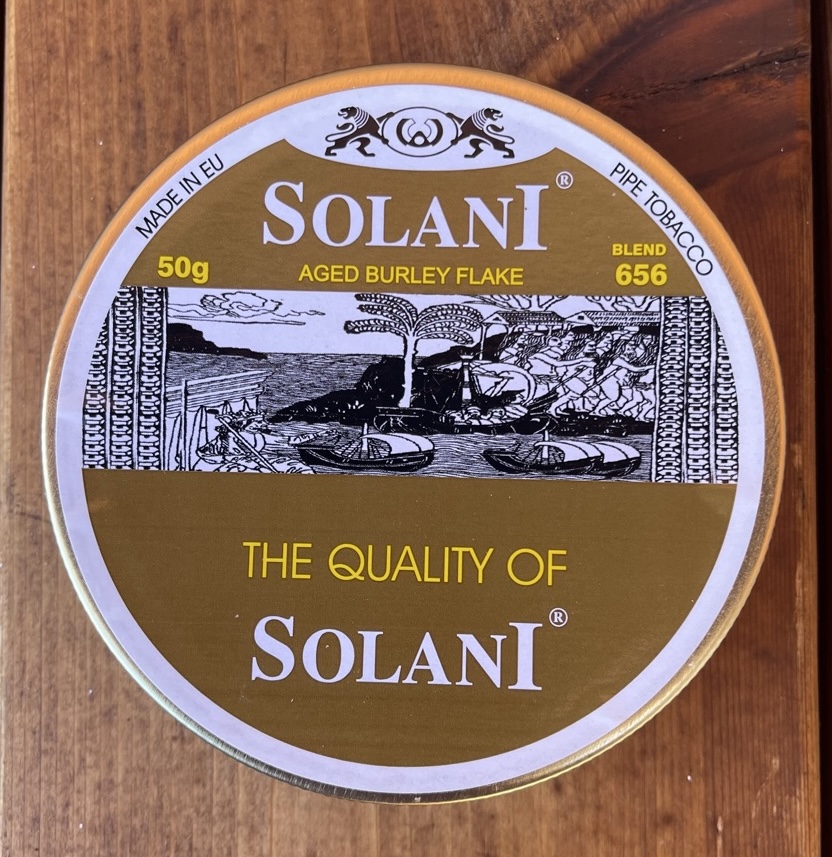 MADE IN EU
PIPE TOBACCO
SOLANI®
BLEND
50g
AGED BURLEY FLAKE
656
THE QUALITY OF
SOLANI®